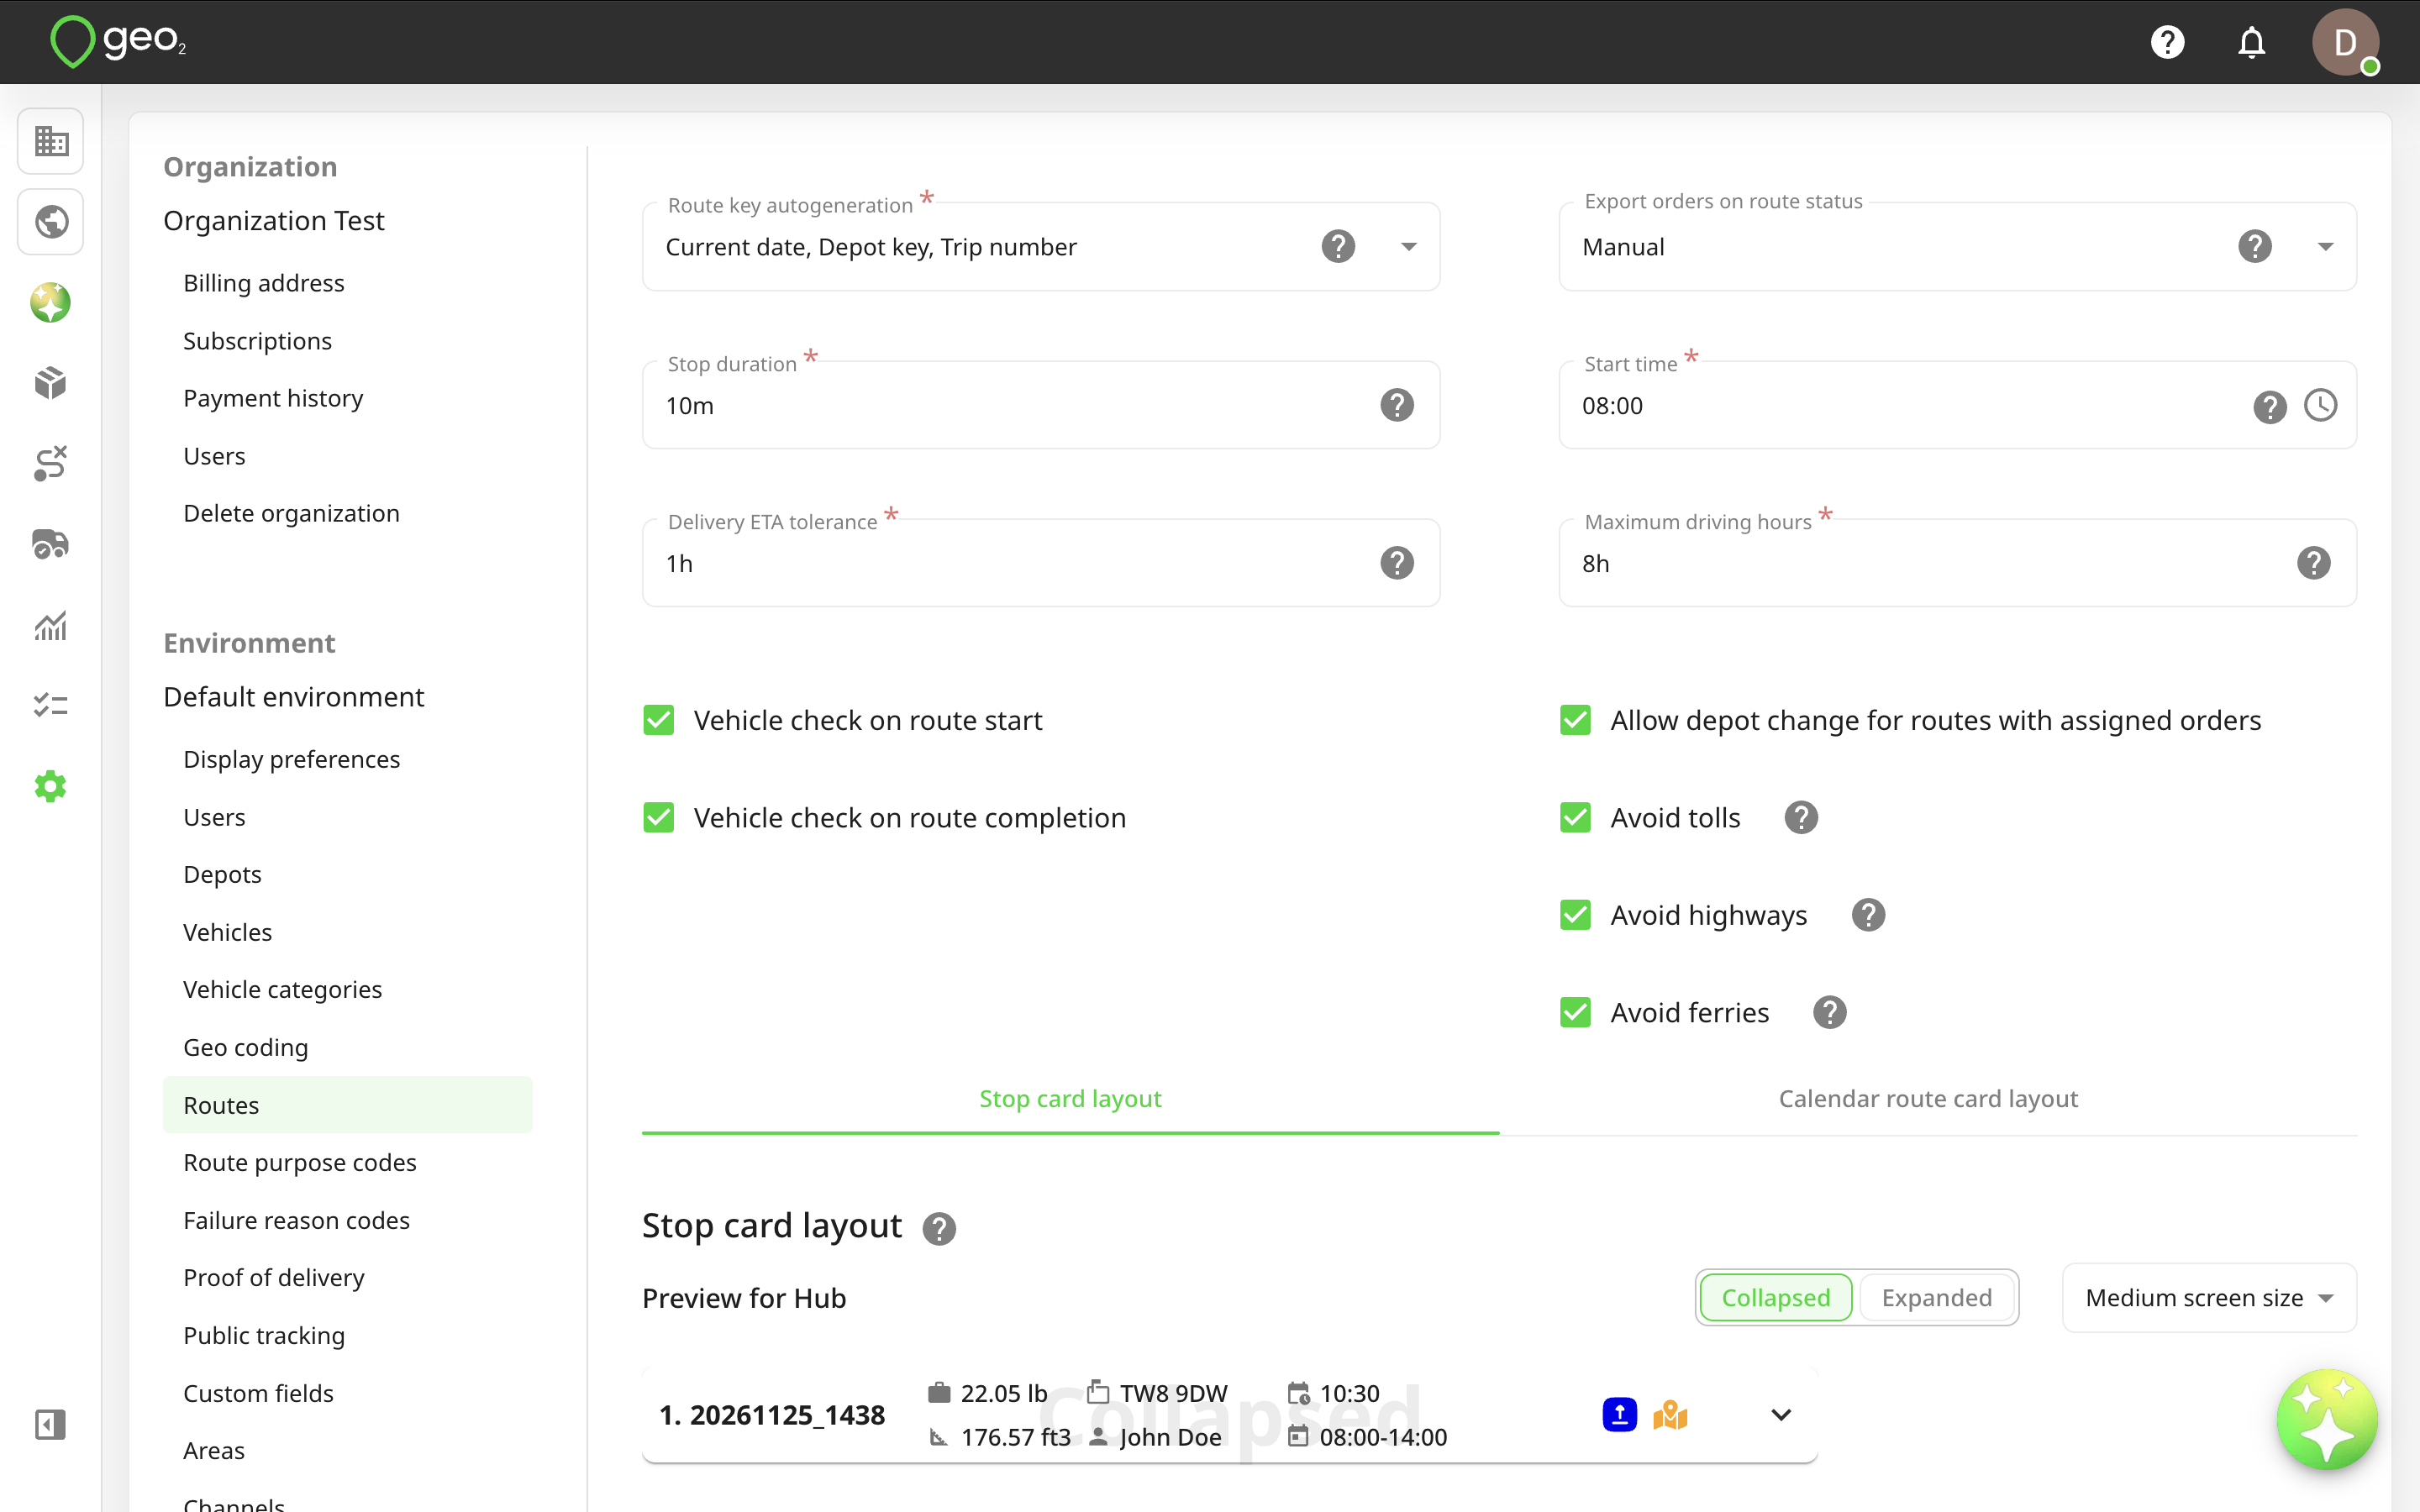 geo2
D
Organization
Organization Test
Billing address
Subscriptions
Payment history
Users
Delete organization
Environment
Default environment
Display preferences
Users
Depots
Vehicles
Vehicle categories
Geo coding
Routes
Route purpose codes
Failure reason codes
Proof of delivery
Public tracking
Custom fields
Areas
Channels
Route key autogeneration *
Current date, Depot key, Trip number
Export orders on route status
Manual
Stop duration *
10m
Start time *
08:00
Delivery ETA tolerance *
1h
Maximum driving hours *
8h
Vehicle check on route start
Allow depot change for routes with assigned orders
Vehicle check on route completion
Avoid tolls
Avoid highways
Avoid ferries
Stop card layout
Calendar route card layout
Stop card layout
Preview for Hub
Collapsed
Expanded
Medium screen size
Collapsed
1. 20261125_1438
22.05 lb
TW8 9DW
10:30
176.57 ft3
John Doe
08:00-14:00